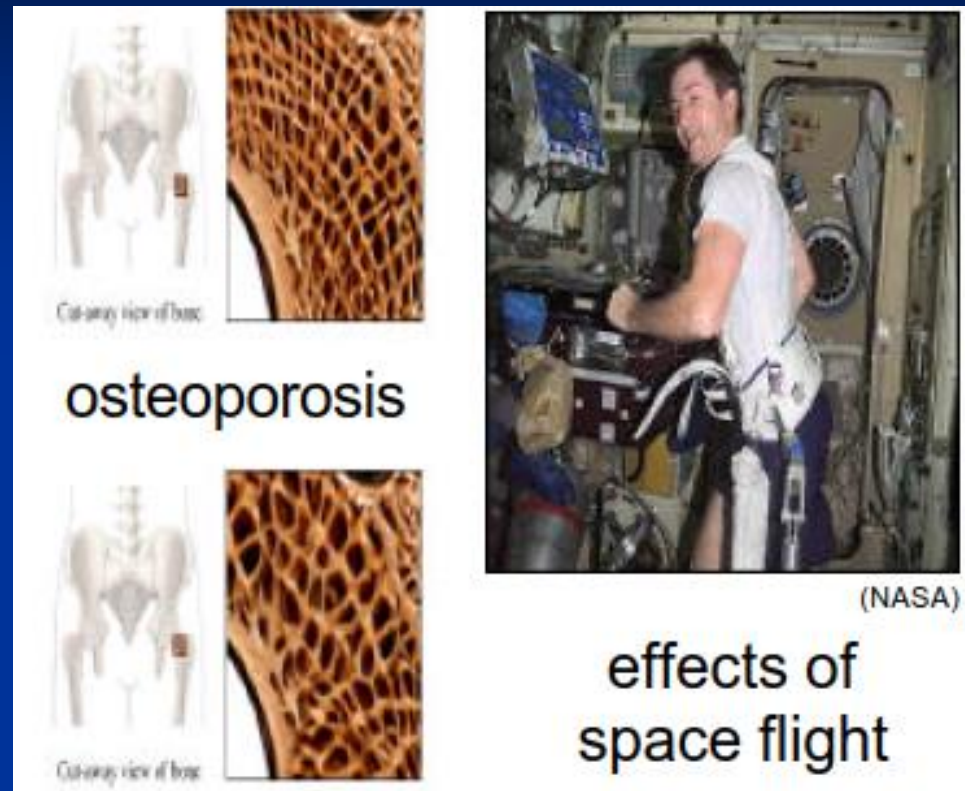 Cut-away view of bone
osteoporosis
Cut-away view of bone
(NASA)
effects of
space flight